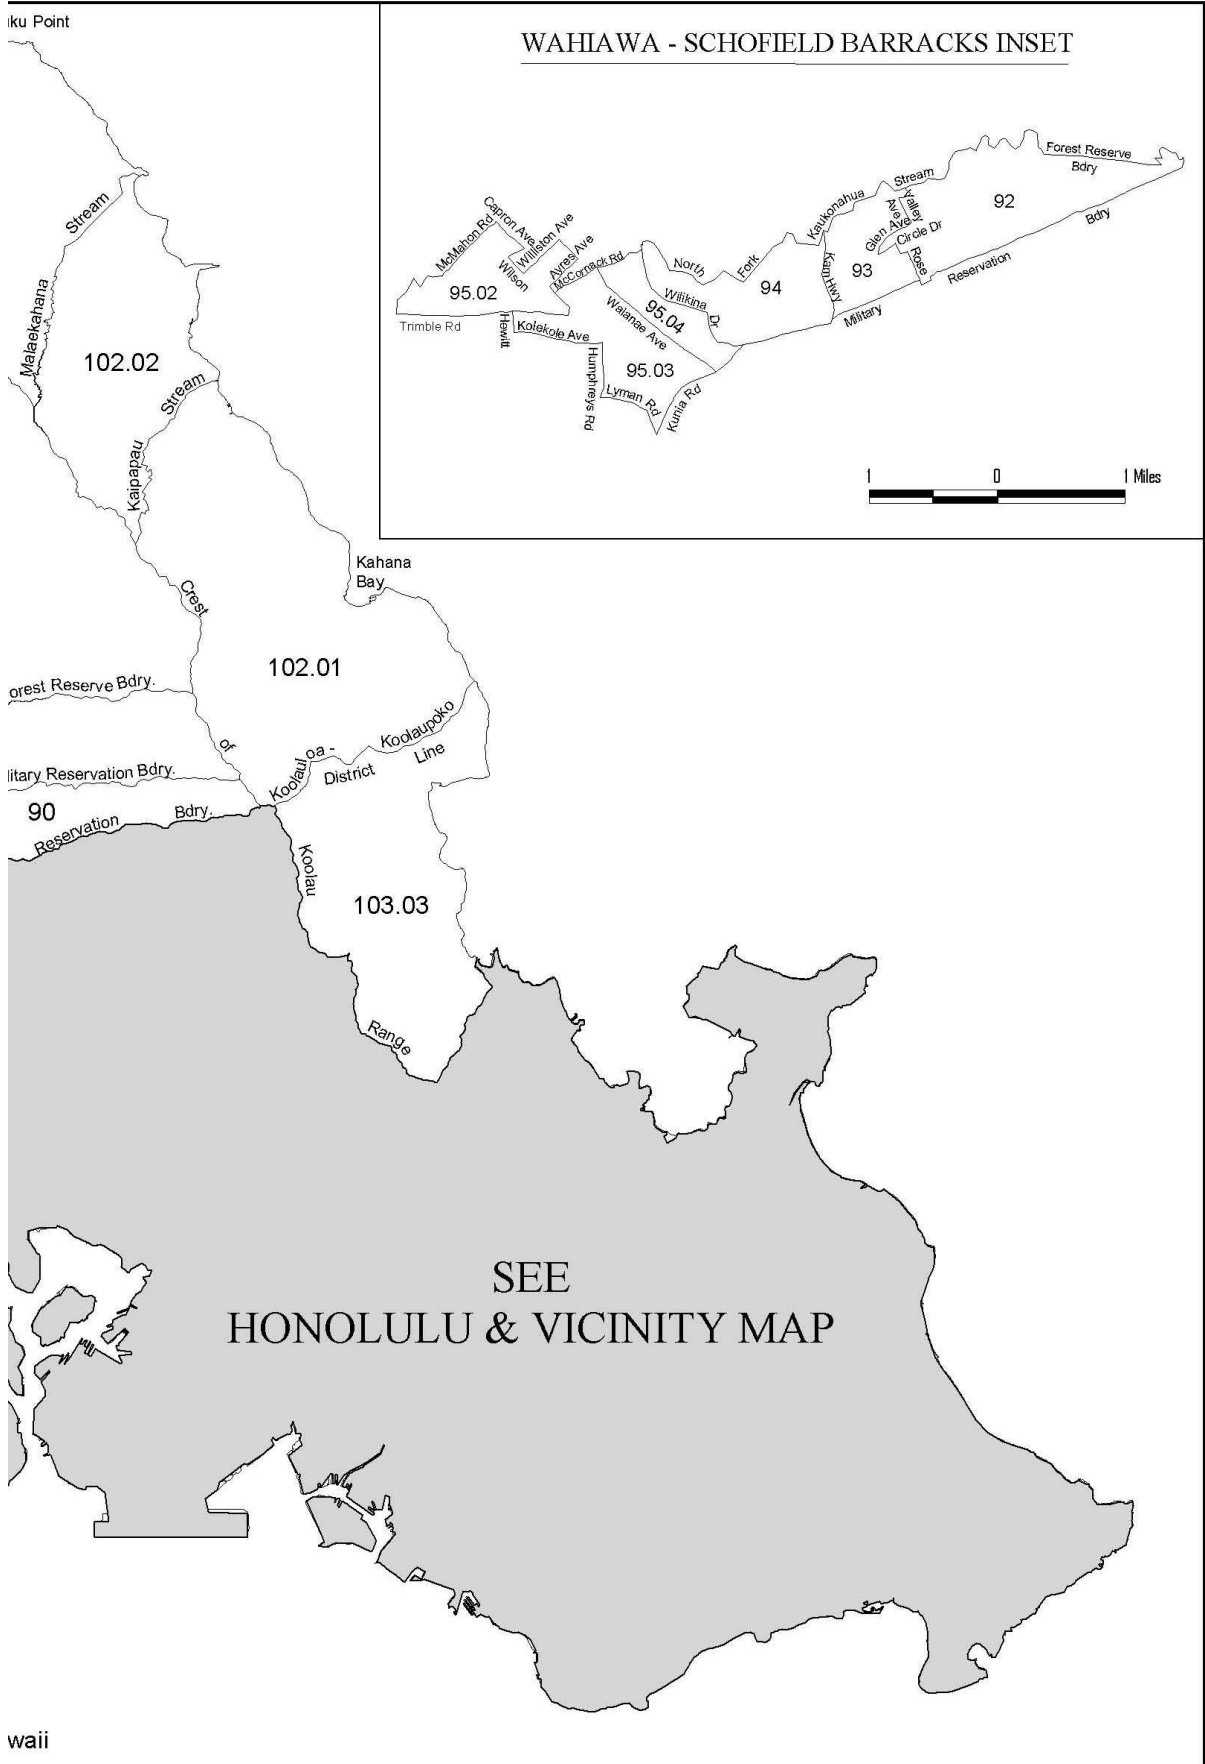 ıku Point
WAHIAWA - SCHOFIELD BARRACKS INSET
Forest Reserve
Bdry
Stream
Kaukonahua
Valley
Ave
92
Bdry
Glen Ave
Circle Dr
Rose
Reservation
Capron Ave
Williston Ave
McMahon Rd
Ayres Ave
Wilson
McCornack Rd
North
Fork
Kam Hwy
93
94
95.02
Wilikina
Dr
95.04
Waianae Ave
Military
Trimble Rd
Hewitt
Kolekole Ave
Humphreys Rd
95.03
Lyman Rd
Kunia Rd
1 0 1 Miles
Stream
Malaekahana
102.02
Stream
Kaipapau
Kahana
Bay
Crest
102.01
orest Reserve Bdry.
of
Koolauloa -
Koolaupoko
District
Line
litary Reservation Bdry.
90
Reservation
Bdry.
Koolau
103.03
Range
SEE
HONOLULU & VICINITY MAP
waii